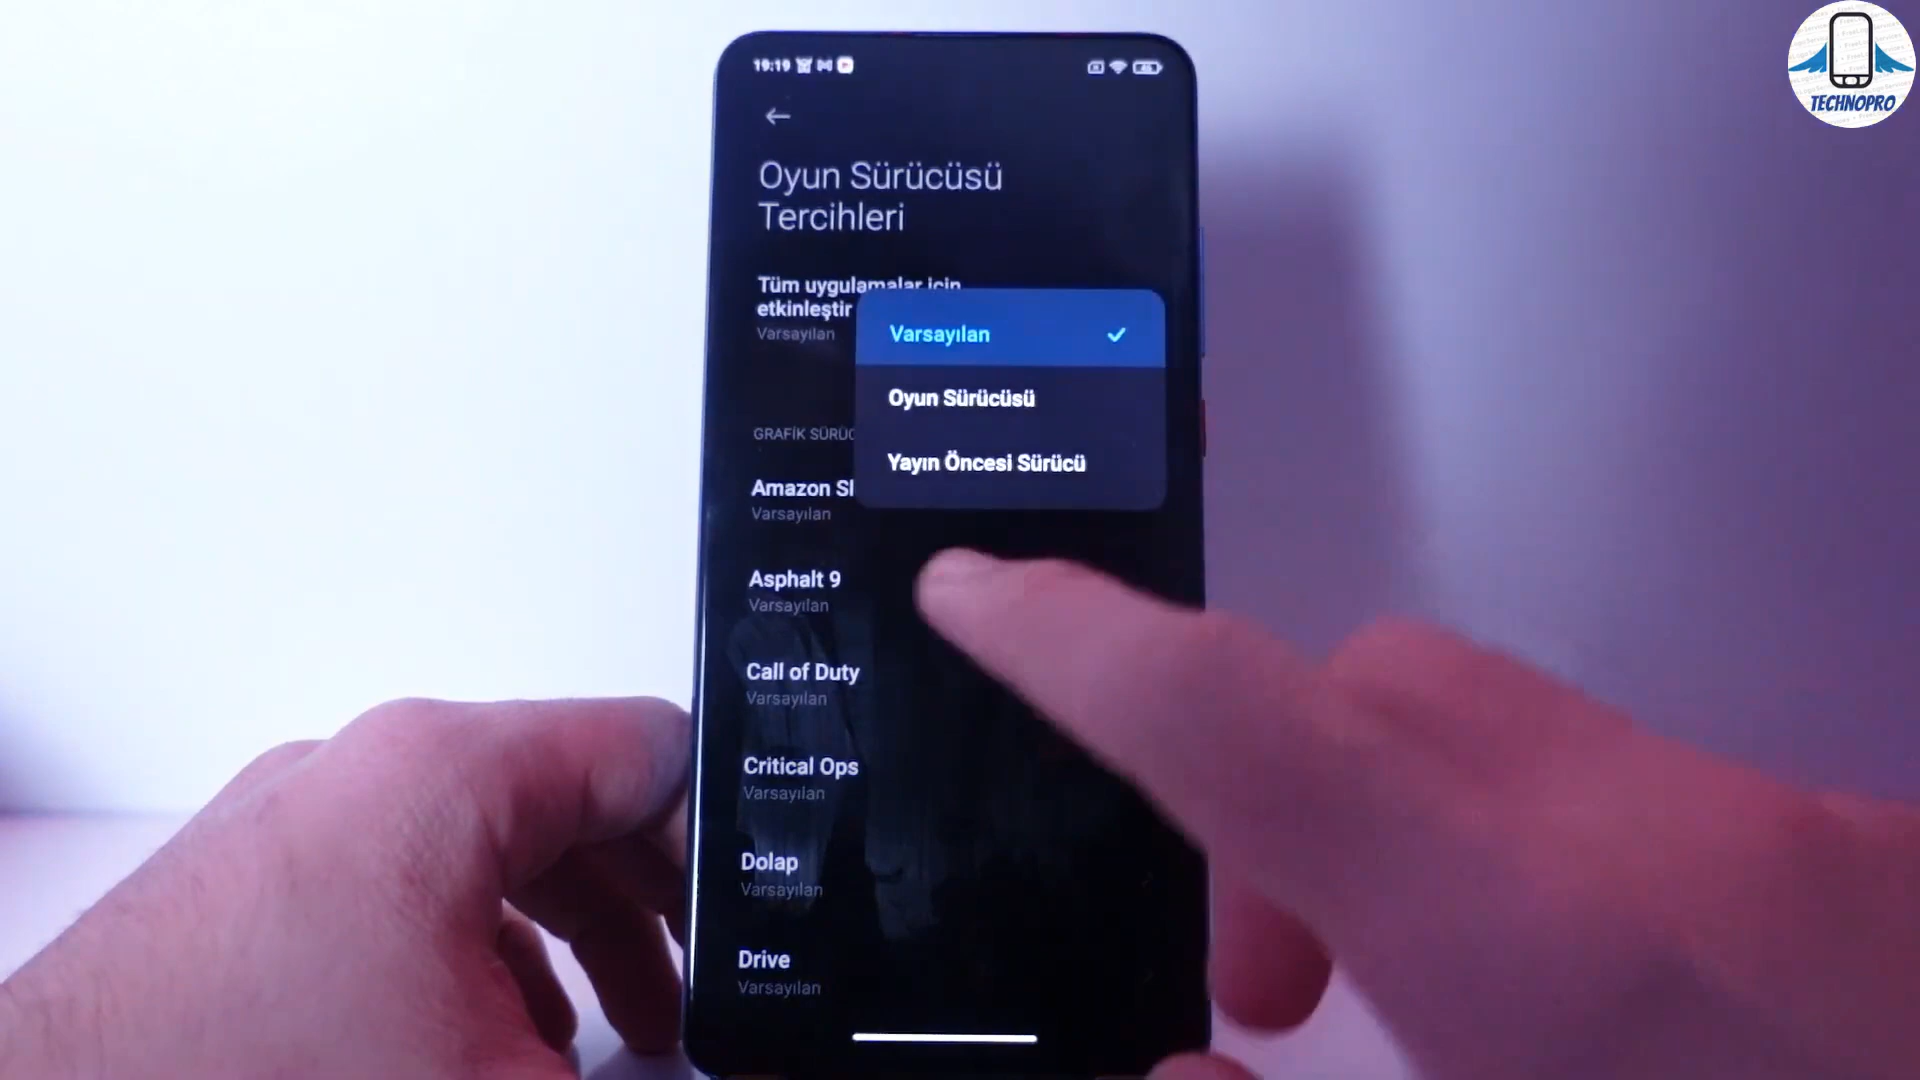 TECHNOPRO
19:19
Oyun Sürücüsü
Tercihleri
Tüm uygulamalar için
etkinleştir
Varsayılan
Varsayılan
Oyun Sürücüsü
Yayın Öncesi Sürücü
GRAFİK
Amazon
Varsayılan
Asphalt 9
Varsayılan
Call of Duty
Varsayılan
Critical Ops
Varsayılan
Dolap
Varsayılan
Drive
Varsayılan